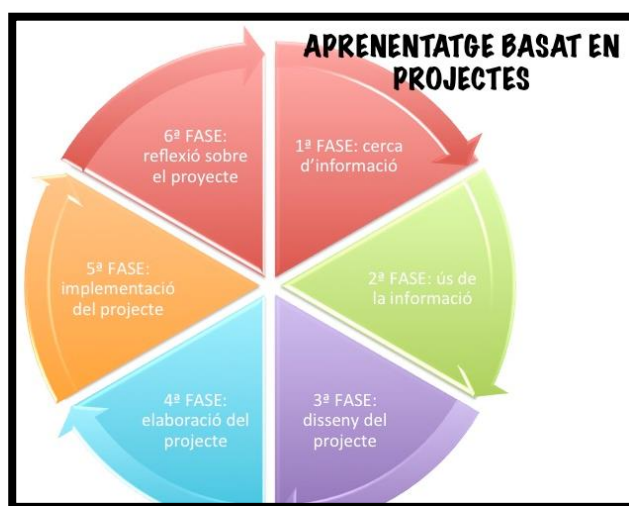 APRENENTATGE BASAT EN
PROJECTES
1ª FASE: cerca
d'informació
2ª FASE: ús de
la informació
3ª FASE:
disseny del
projecte
4ª FASE:
elaboració del
projecte
5ª FASE:
implementació
del projecte
6ª FASE:
reflexió sobre
el proyecte